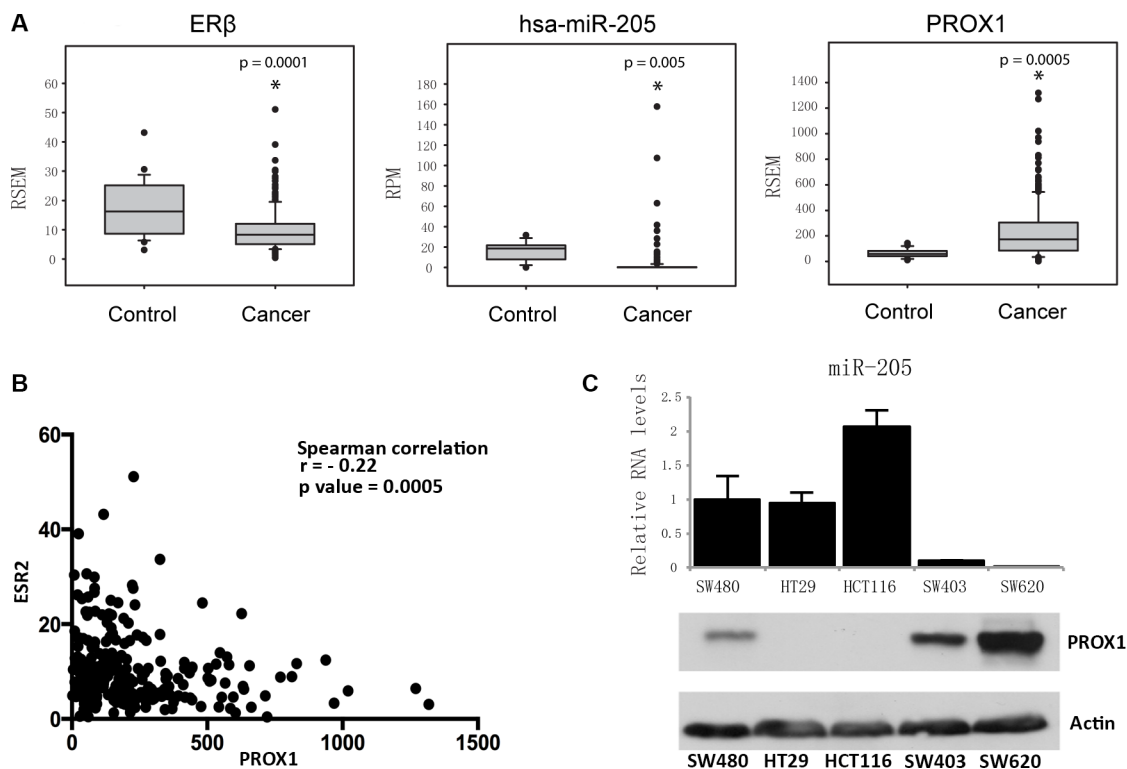 A
ERβ
hsa-miR-205
PROX1
p = 0.0001
*
p = 0.005
*
p = 0.0005
*
RSEM
60
50
40
30
20
10
0
RPM
180
160
140
120
100
80
60
40
20
0
RSEM
1400
1200
1000
800
600
400
200
0
Control
Cancer
Control
Cancer
Control
Cancer
B
Spearman correlation
r = - 0.22
p value = 0.0005
ESR2
60
40
20
0
0
500
1000
1500
PROX1
C
miR-205
Relative RNA levels
2.5
2
1.5
1
0.5
0
SW480 HT29 HCT116 SW403 SW620
PROX1
Actin
SW480 HT29 HCT116 SW403 SW620